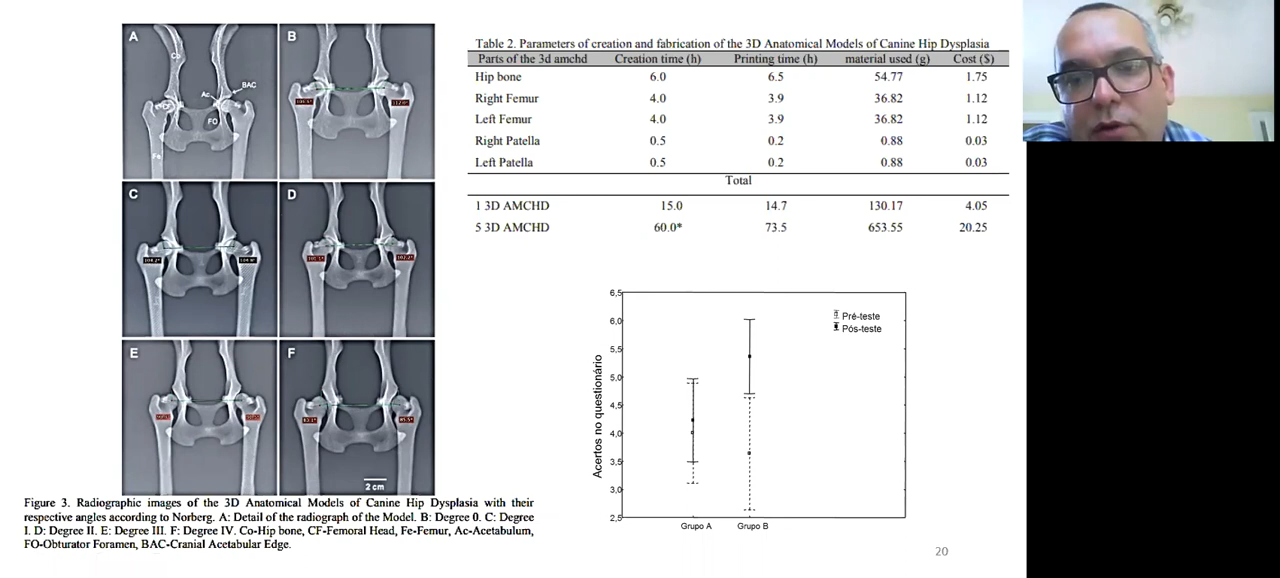 A
Co
Ac
BAC
CF
FO
Fe
B
C
D
E
F
2 cm
Figure 3. Radiographic images of the 3D Anatomical Models of Canine Hip Dysplasia with their
respective angles according to Norberg. A: Detail of the radiograph of the Model. B: Degree 0. C: Degree
I. D: Degree II. E: Degree III. F: Degree IV. Co-Hip bone, CF-Femoral Head, Fe-Femur, Ac-Acetabulum,
FO-Obturator Foramen, BAC-Cranial Acetabular Edge.
Table 2. Parameters of creation and fabrication of the 3D Anatomical Models of Canine Hip Dysplasia
Parts of the 3d amchd Creation time (h) Printing time (h) material used (g) Cost ($)
Hip bone 6.0 6.5 54.77 1.75
Right Femur 4.0 3.9 36.82 1.12
Left Femur 4.0 3.9 36.82 1.12
Right Patella 0.5 0.2 0.88 0.03
Left Patella 0.5 0.2 0.88 0.03
Total
1 3D AMCHD 15.0 14.7 130.17 4.05
5 3D AMCHD 60.0* 73.5 653.55 20.25
Acertos no questionário
6,5
6,0
5,5
5,0
4,5
4,0
3,5
3,0
2,5
Pré-teste
Pós-teste
Grupo A Grupo B
20